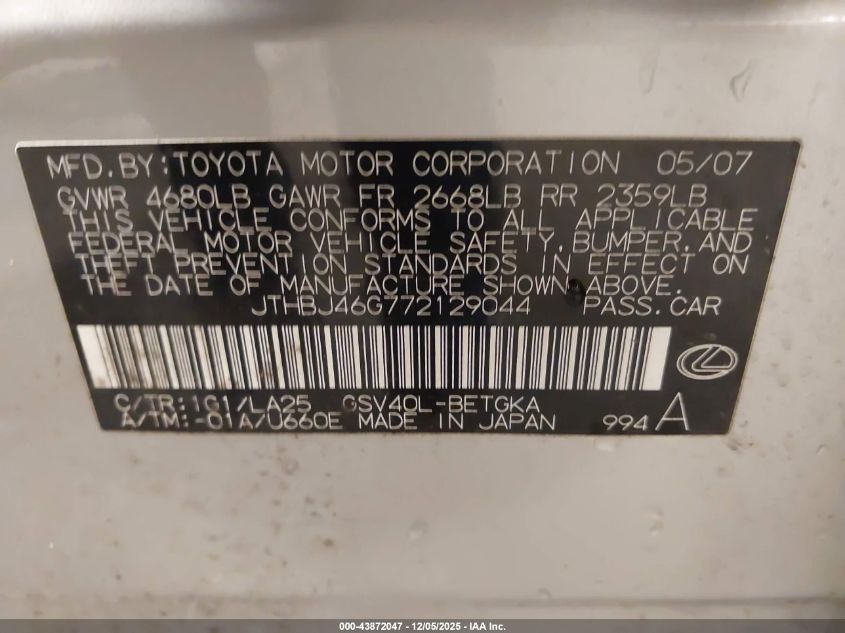 MFD.BY:TOYOTA MOTOR CORPORATION 05/07
GVWR 4680LB GAWR FR 2668LB RR 2359LB
THIS VEHICLE CONFORMS TO ALL APPLICABLE
FEDERAL MOTOR VEHICLE SAFETY,BUMPER,AND
THEFT PREVENTION STANDARDS IN EFFECT ON
THE DATE OF MANUFACTURE SHOWN ABOVE.
JTHBJ46G772129044 PASS.CAR
C/TR:1G1/LA25 GSV40L-BETGKA
A/TM:-01A/U660E MADE IN JAPAN 994 A
000-43872047 - 12/05/2025 - IAA Inc.